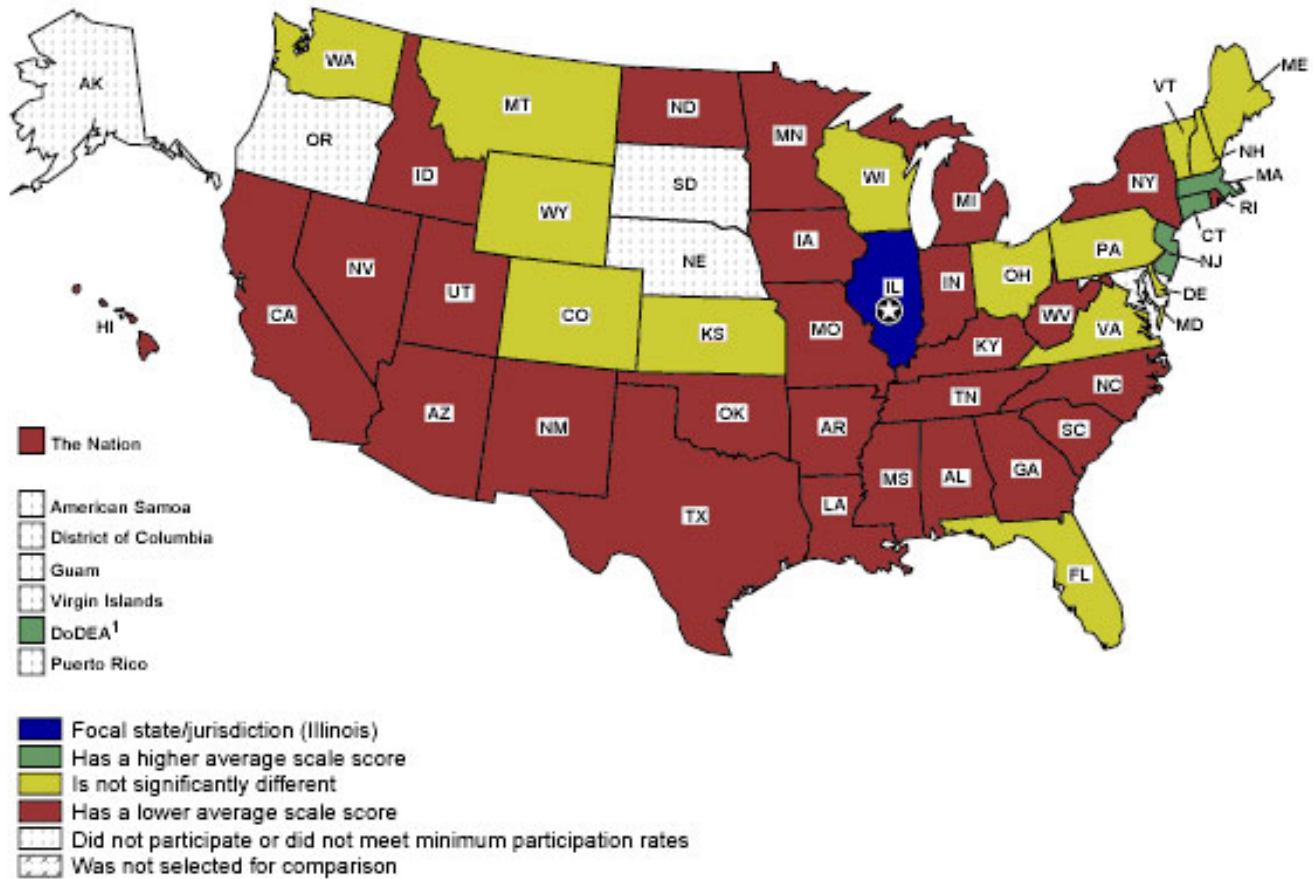 AK
WA
OR
MT
ID
WY
ND
SD
NE
MN
WI
IA
MI
VT
ME
NH
MA
RI
NY
CT
NJ
PA
DE
MD
NV
UT
CO
KS
CA
HI
IL
IN
OH
WV
VA
MO
KY
TN
NC
SC
AZ
NM
OK
AR
TX
LA
MS
AL
GA
FL
The Nation
American Samoa
District of Columbia
Guam
Virgin Islands
DoDEA¹
Puerto Rico
Focal state/jurisdiction (Illinois)
Has a higher average scale score
Is not significantly different
Has a lower average scale score
Did not participate or did not meet minimum participation rates
Was not selected for comparison